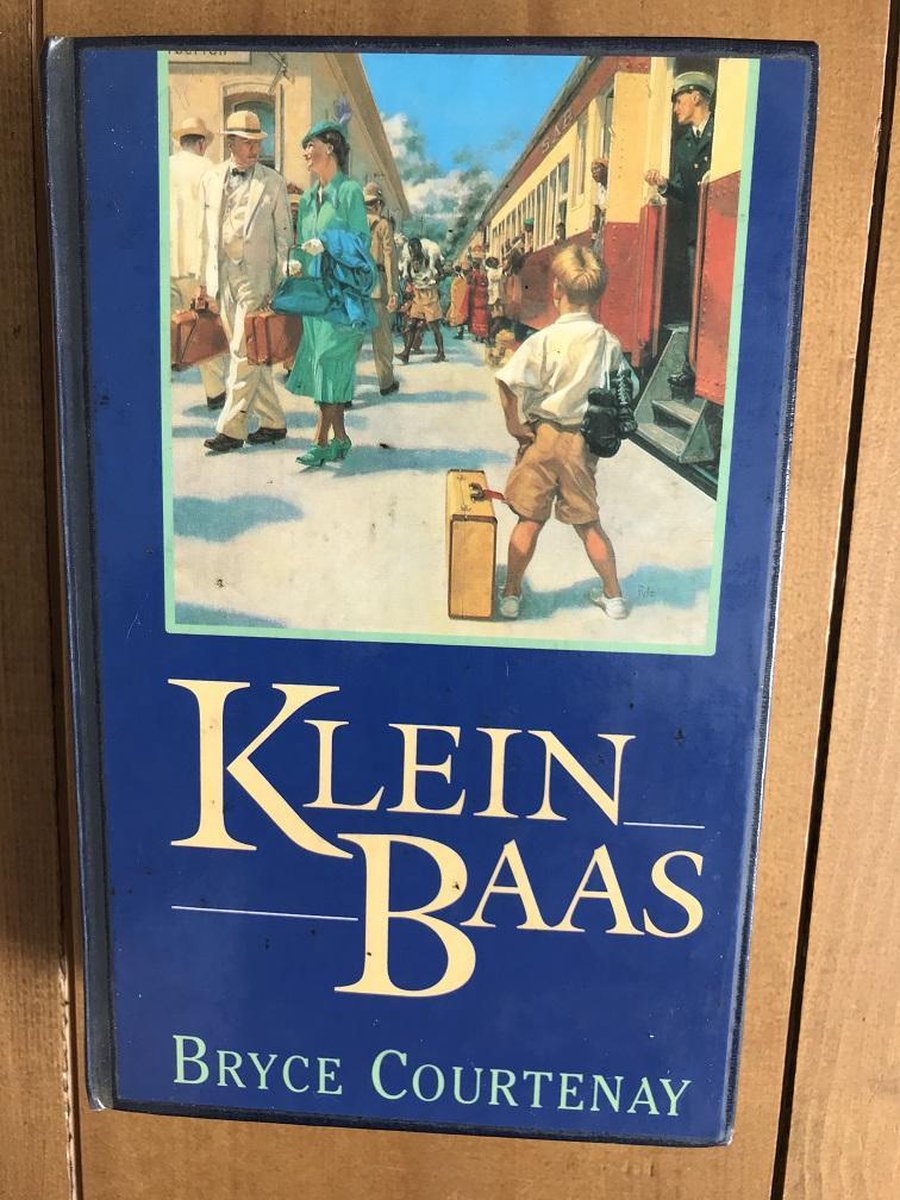 S.A.R.
KLEIN
BAAS
BRYCE COURTENAY